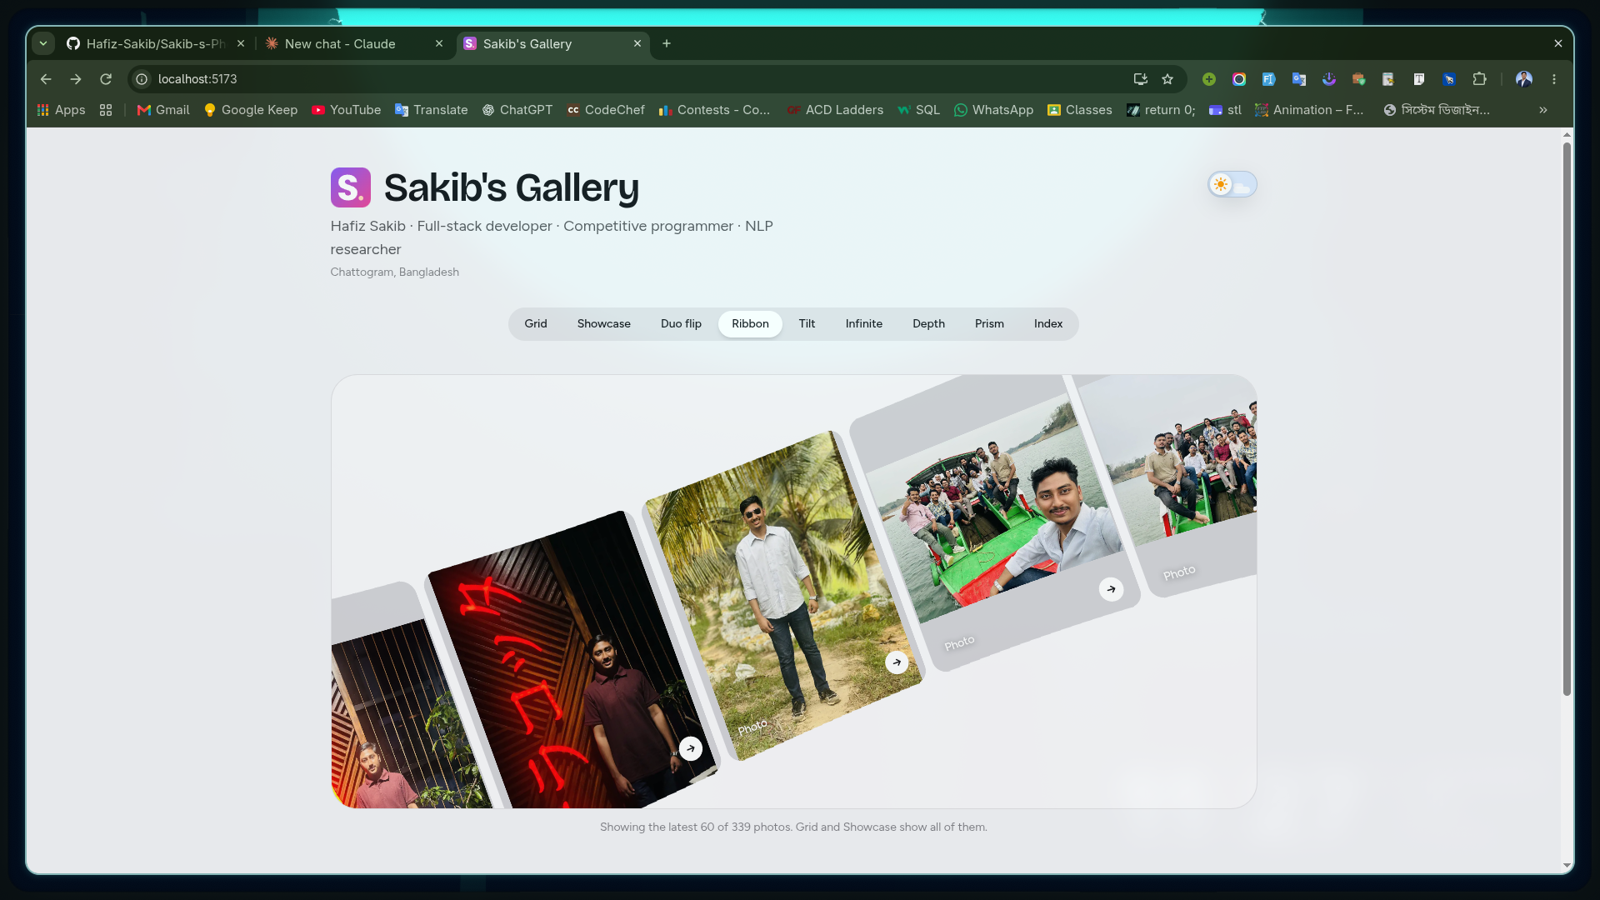 Hafiz-Sakib/Sakib-s-Ph
New chat - Claude
Sakib's Gallery
localhost:5173
Apps
Gmail
Google Keep
YouTube
Translate
ChatGPT
CodeChef
Contests - Co...
ACD Ladders
SQL
WhatsApp
Classes
return 0;
stl
Animation – F...
সিস্টেম ডিজাইন...
S. Sakib's Gallery
Hafiz Sakib · Full-stack developer · Competitive programmer · NLP
researcher
Chattogram, Bangladesh
Grid
Showcase
Duo flip
Ribbon
Tilt
Infinite
Depth
Prism
Index
Photo
Photo
Photo
Showing the latest 60 of 339 photos. Grid and Showcase show all of them.